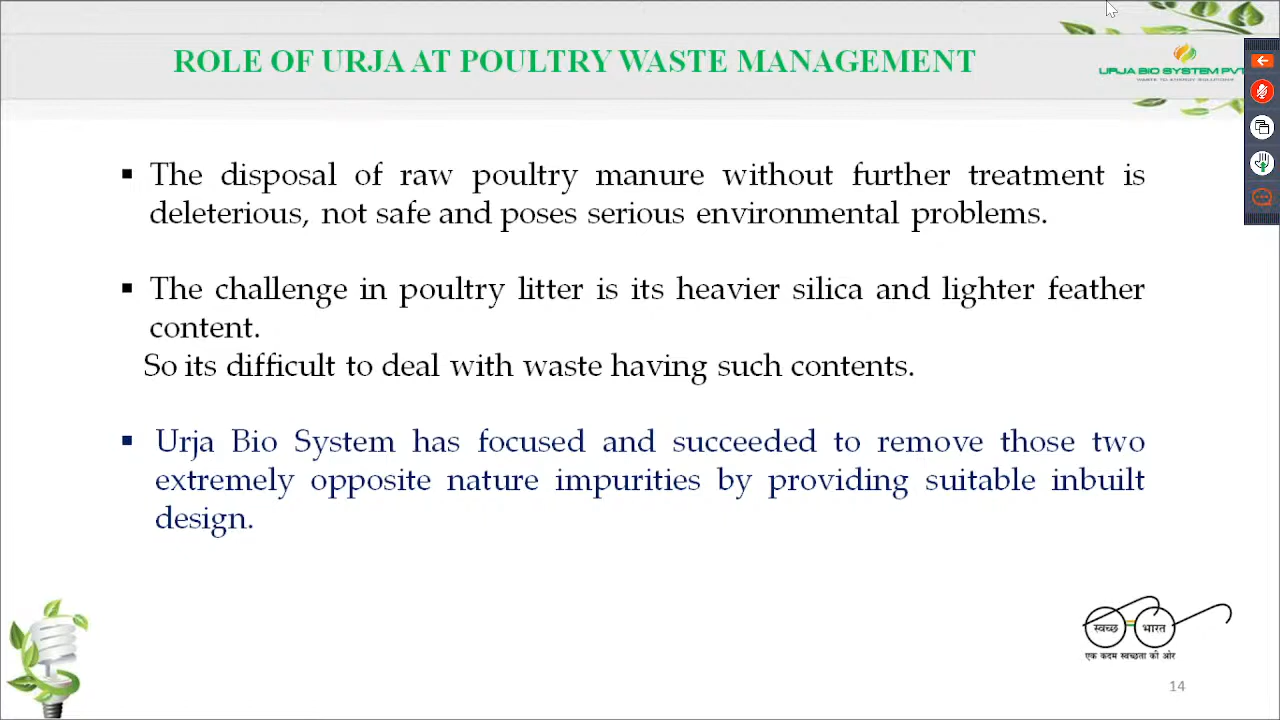 ROLE OF URJA AT POULTRY WASTE MANAGEMENT
URJA BIO SYSTEM PVT
WASTE TO ENERGY SOLUTIONS
▪ The disposal of raw poultry manure without further treatment is
deleterious, not safe and poses serious environmental problems.
▪ The challenge in poultry litter is its heavier silica and lighter feather
content.
So its difficult to deal with waste having such contents.
▪ Urja Bio System has focused and succeeded to remove those two
extremely opposite nature impurities by providing suitable inbuilt
design.
स्वच्छ भारत
एक कदम स्वच्छता की ओर
14